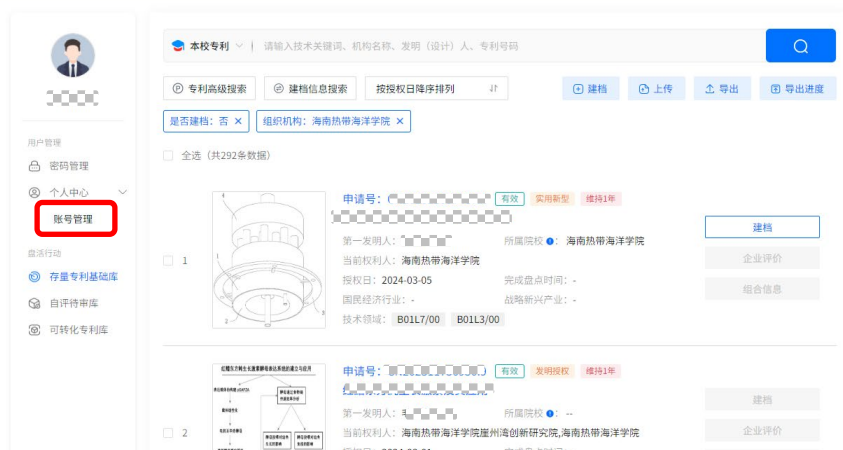 本校专利
请输入技术关键词、机构名称、发明（设计）人、专利号码
专利高级搜索
建档信息搜索
按授权日降序排列
建档
上传
导出
导出进度
是否建档：否 ×
组织机构：海南热带海洋学院 ×
全选（共292条数据）
用户管理
密码管理
个人中心
账号管理
盘活行动
存量专利基础库
自评待审库
可转化专利库
1
申请号：
有效
实用新型
维持1年
第一发明人：
所属院校 ： 海南热带海洋学院
当前权利人：海南热带海洋学院
授权日：2024-03-05
完成盘点时间：-
国民经济行业：-
战略新兴产业：-
技术领域： B01L7/00 B01L3/00
建档
企业评价
组合信息
2
申请号：
有效
发明授权
维持1年
第一发明人：
所属院校 ： --
当前权利人：海南热带海洋学院崖州湾创新研究院,海南热带海洋学院
建档
企业评价